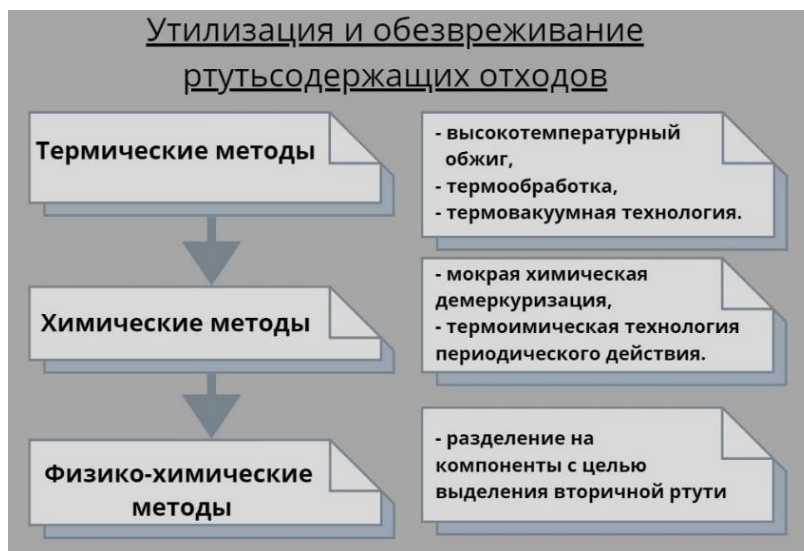 Утилизация и обезвреживание
ртутьсодержащих отходов
Термические методы
- высокотемпературный
обжиг,
- термообработка,
- термовакуумная технология.
Химические методы
- мокрая химическая
демеркуризация,
- термоимическая технология
периодического действия.
Физико-химические
методы
- разделение на
компоненты с целью
выделения вторичной ртути